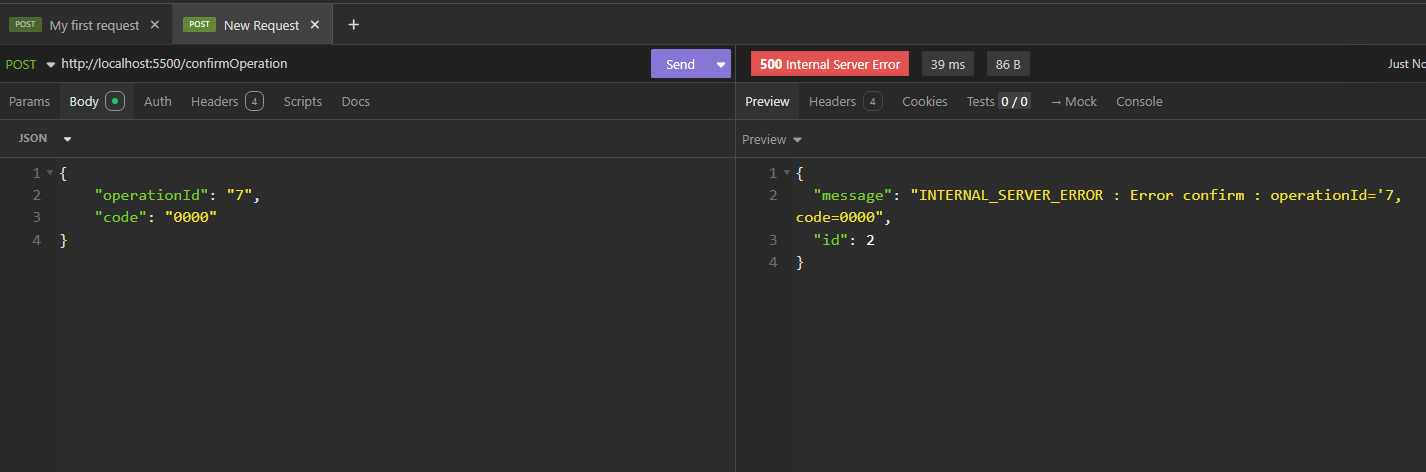 POST My first request × POST New Request × +
POST http://localhost:5500/confirmOperation Send 500 Internal Server Error 39 ms 86 B Just No
Params Body Auth Headers 4 Scripts Docs Preview Headers 4 Cookies Tests 0 / 0 → Mock Console
JSON Preview
1 {
2 "operationId": "7",
3 "code": "0000"
4 }
1 {
2 "message": "INTERNAL_SERVER_ERROR : Error confirm : operationId='7,
code=0000",
3 "id": 2
4 }